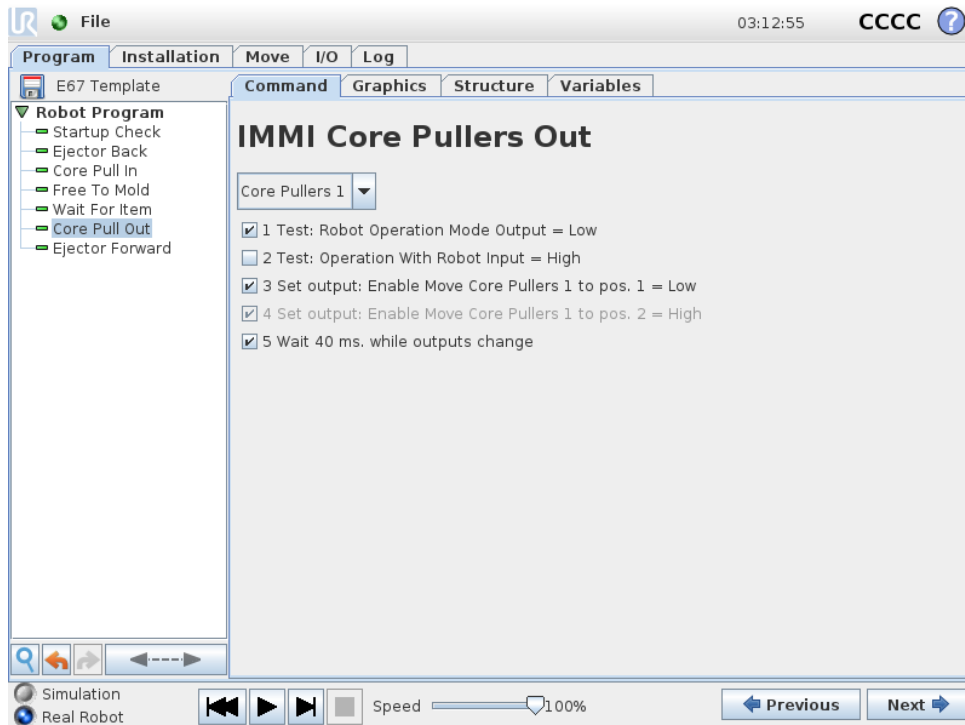 UR File 03:12:55 CCCC ?
Program Installation Move I/O Log
E67 Template Command Graphics Structure Variables
Robot Program
Startup Check
Ejector Back
Core Pull In
Free To Mold
Wait For Item
Core Pull Out
Ejector Forward
IMMI Core Pullers Out
Core Pullers 1
1 Test: Robot Operation Mode Output = Low
2 Test: Operation With Robot Input = High
3 Set output: Enable Move Core Pullers 1 to pos. 1 = Low
4 Set output: Enable Move Core Pullers 1 to pos. 2 = High
5 Wait 40 ms. while outputs change
Simulation
Real Robot
Speed 100% Previous Next